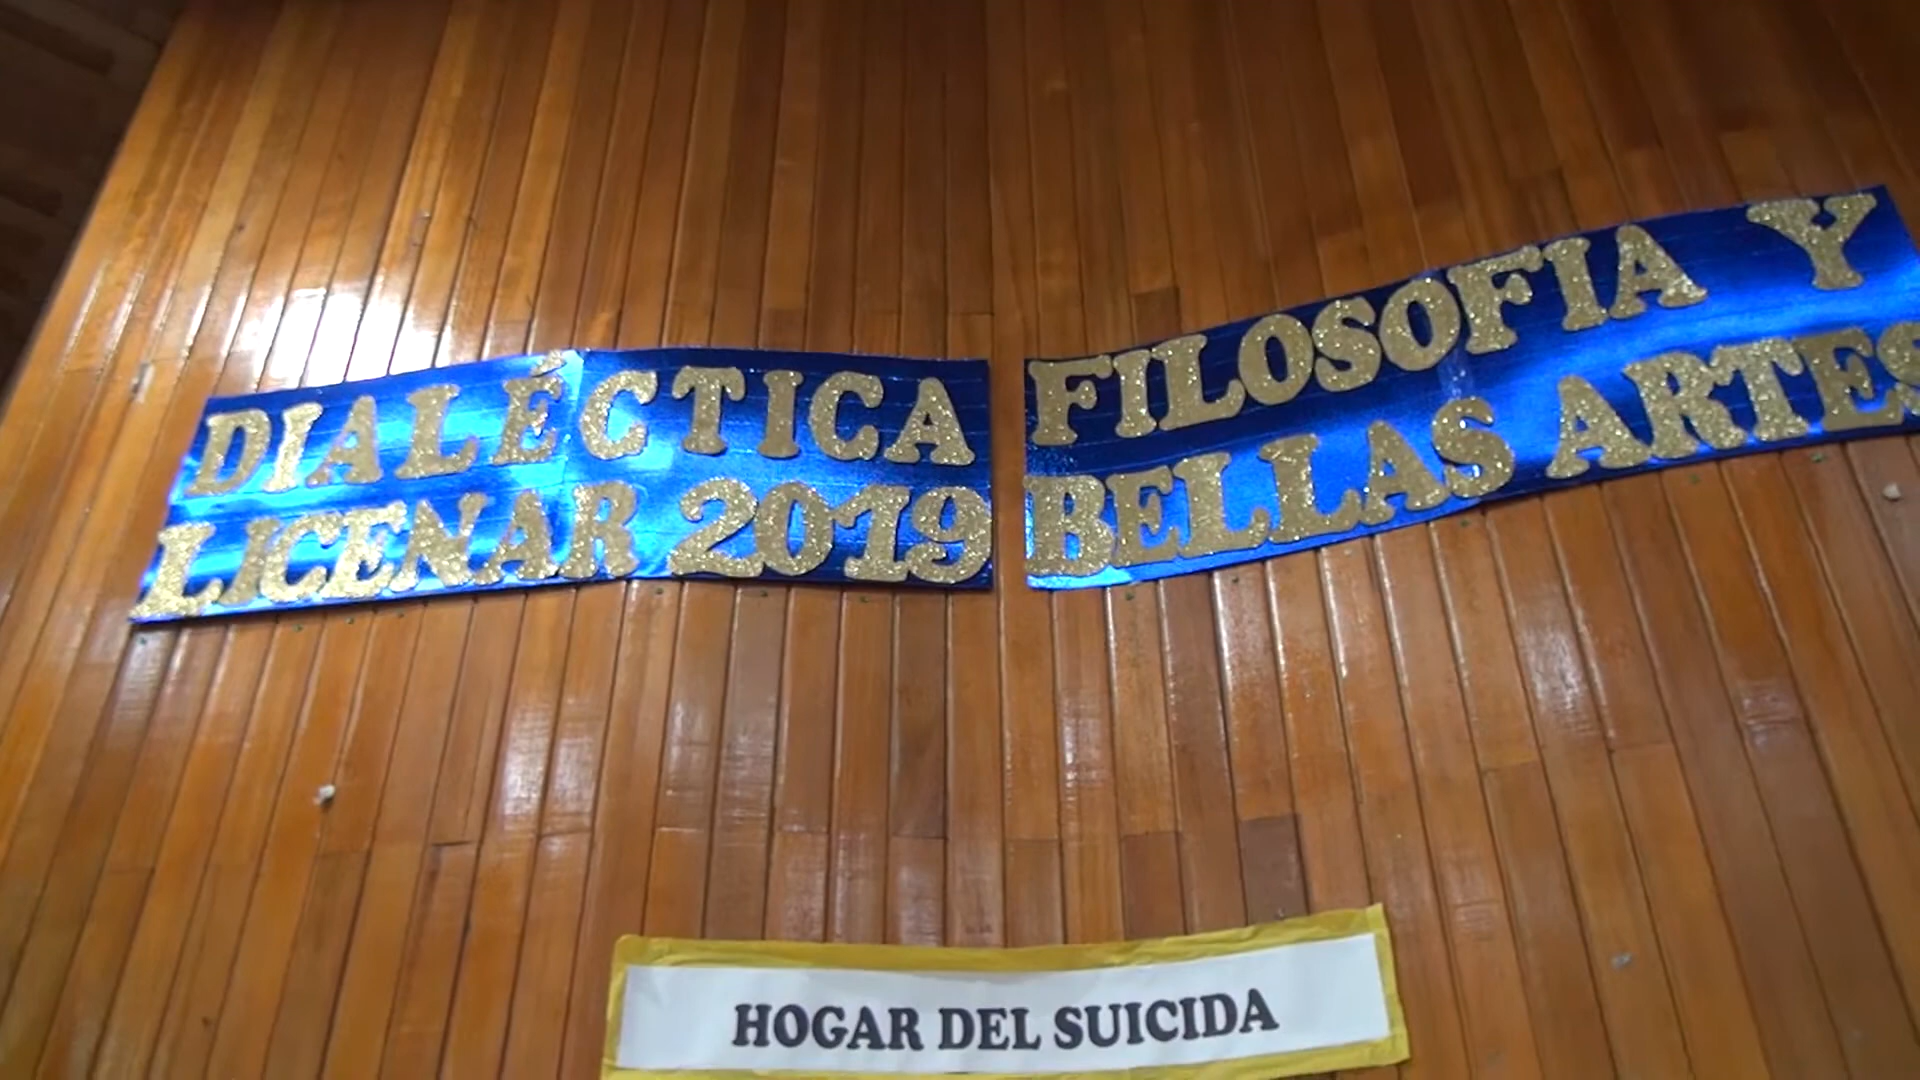 DIALÉCTICA
LICENAR 2019
FILOSOFIA Y
BELLAS ARTES
HOGAR DEL SUICIDA